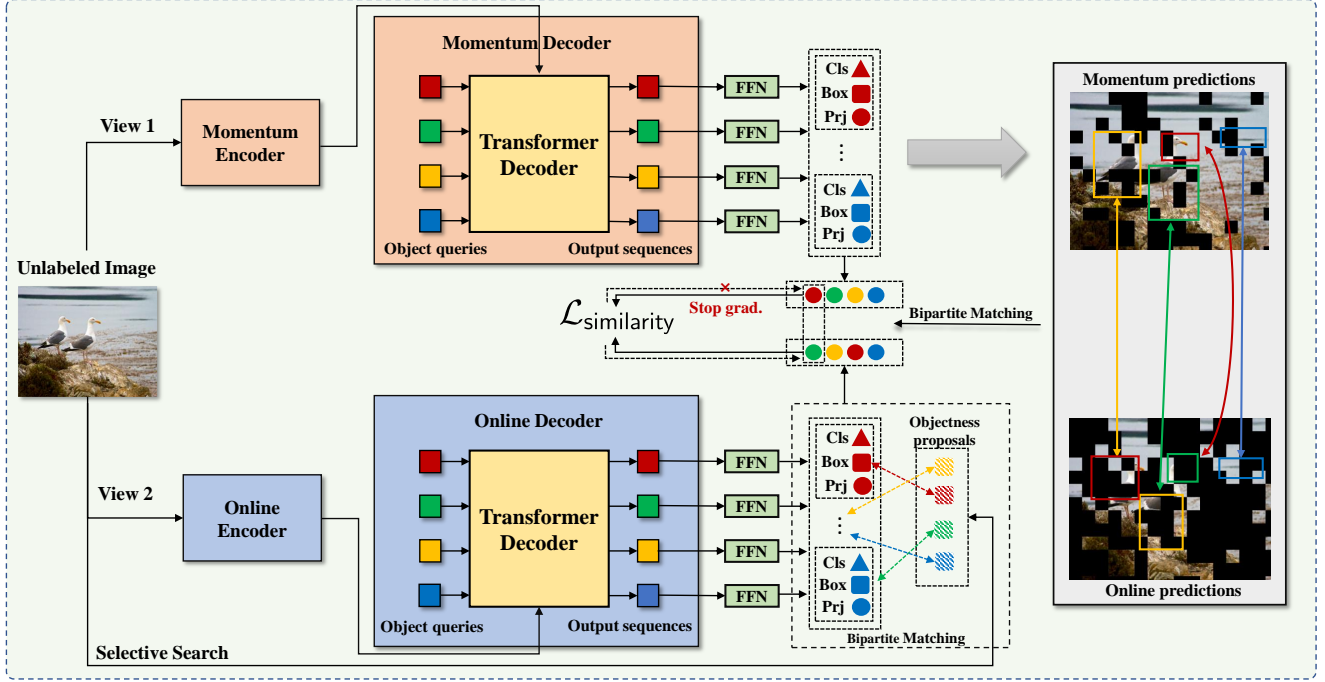 Momentum Decoder
View 1
Momentum
Encoder
Transformer
Decoder
Object queries
Output sequences
FFN
FFN
FFN
FFN
Cls
Box
Prj
⋮
Cls
Box
Prj
Momentum predictions
Unlabeled Image
ℒsimilarity
×
Stop grad.
Bipartite Matching
Online Decoder
View 2
Online
Encoder
Transformer
Decoder
Object queries
Output sequences
FFN
FFN
FFN
FFN
Cls
Box
Prj
⋮
Cls
Box
Prj
Objectness
proposals
Bipartite Matching
Online predictions
Selective Search